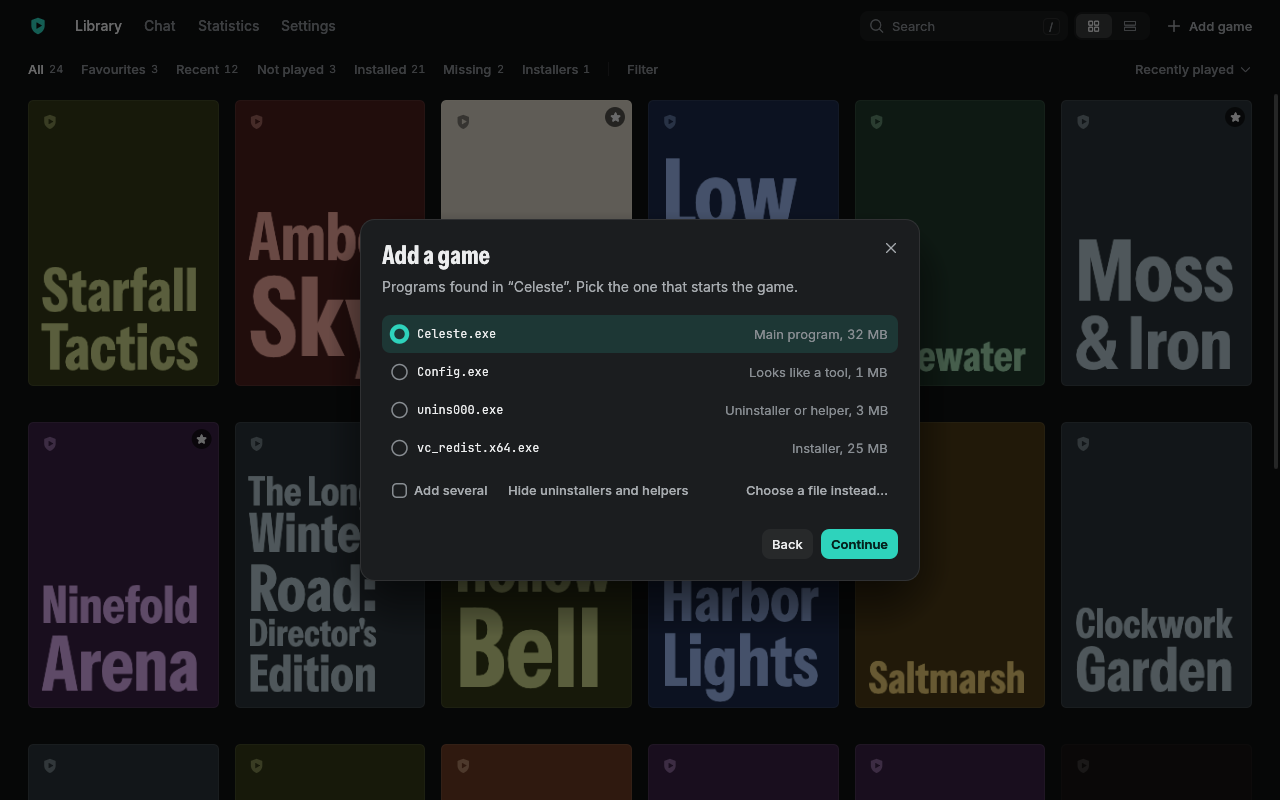 Library Chat Statistics Settings Search / Add game
All 24 Favourites 3 Recent 12 Not played 3 Installed 21 Missing 2 Installers 1 Filter Recently played
Starfall
Tactics
Low
Moss
& Iron
Add a game
Programs found in “Celeste”. Pick the one that starts the game.
Celeste.exe Main program, 32 MB
Config.exe Looks like a tool, 1 MB
unins000.exe Uninstaller or helper, 3 MB
vc_redist.x64.exe Installer, 25 MB
Add several Hide uninstallers and helpers Choose a file instead...
Back Continue
Ninefold
Arena
The Long
Winter
Road:
Director's
Edition
Hollow
Bell
Harbor
Lights
Saltmarsh
Clockwork
Garden